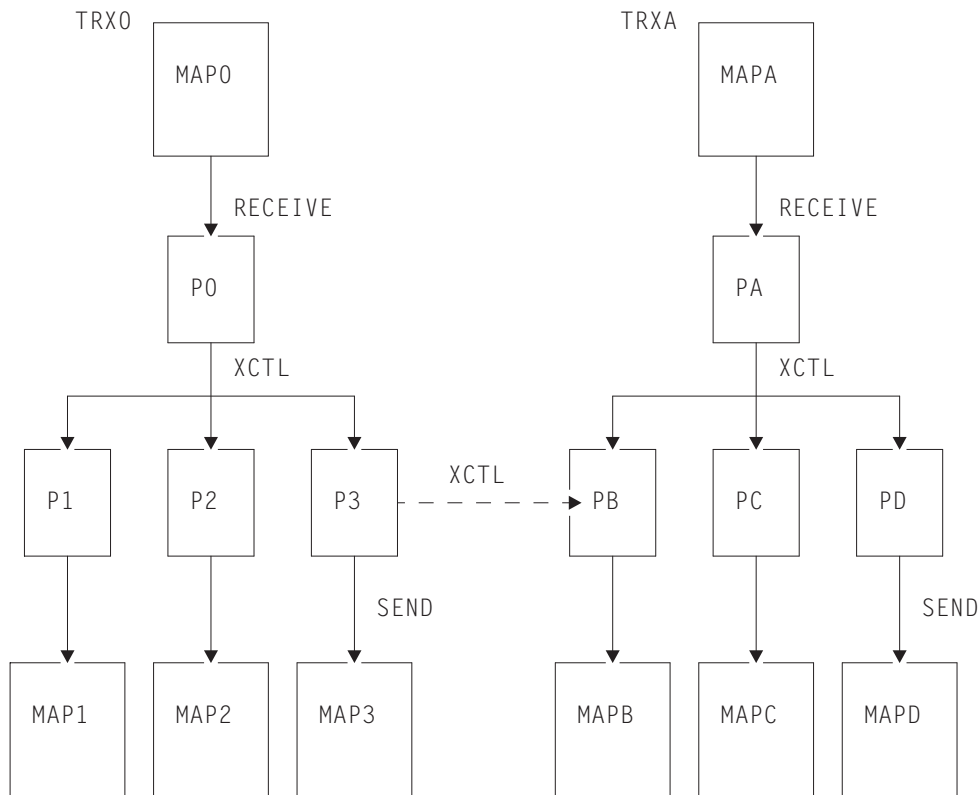 TRX0
TRXA
MAP0
MAPA
RECEIVE
RECEIVE
P0
PA
XCTL
XCTL
P1
P2
P3
XCTL
PB
PC
PD
SEND
SEND
MAP1
MAP2
MAP3
MAPB
MAPC
MAPD